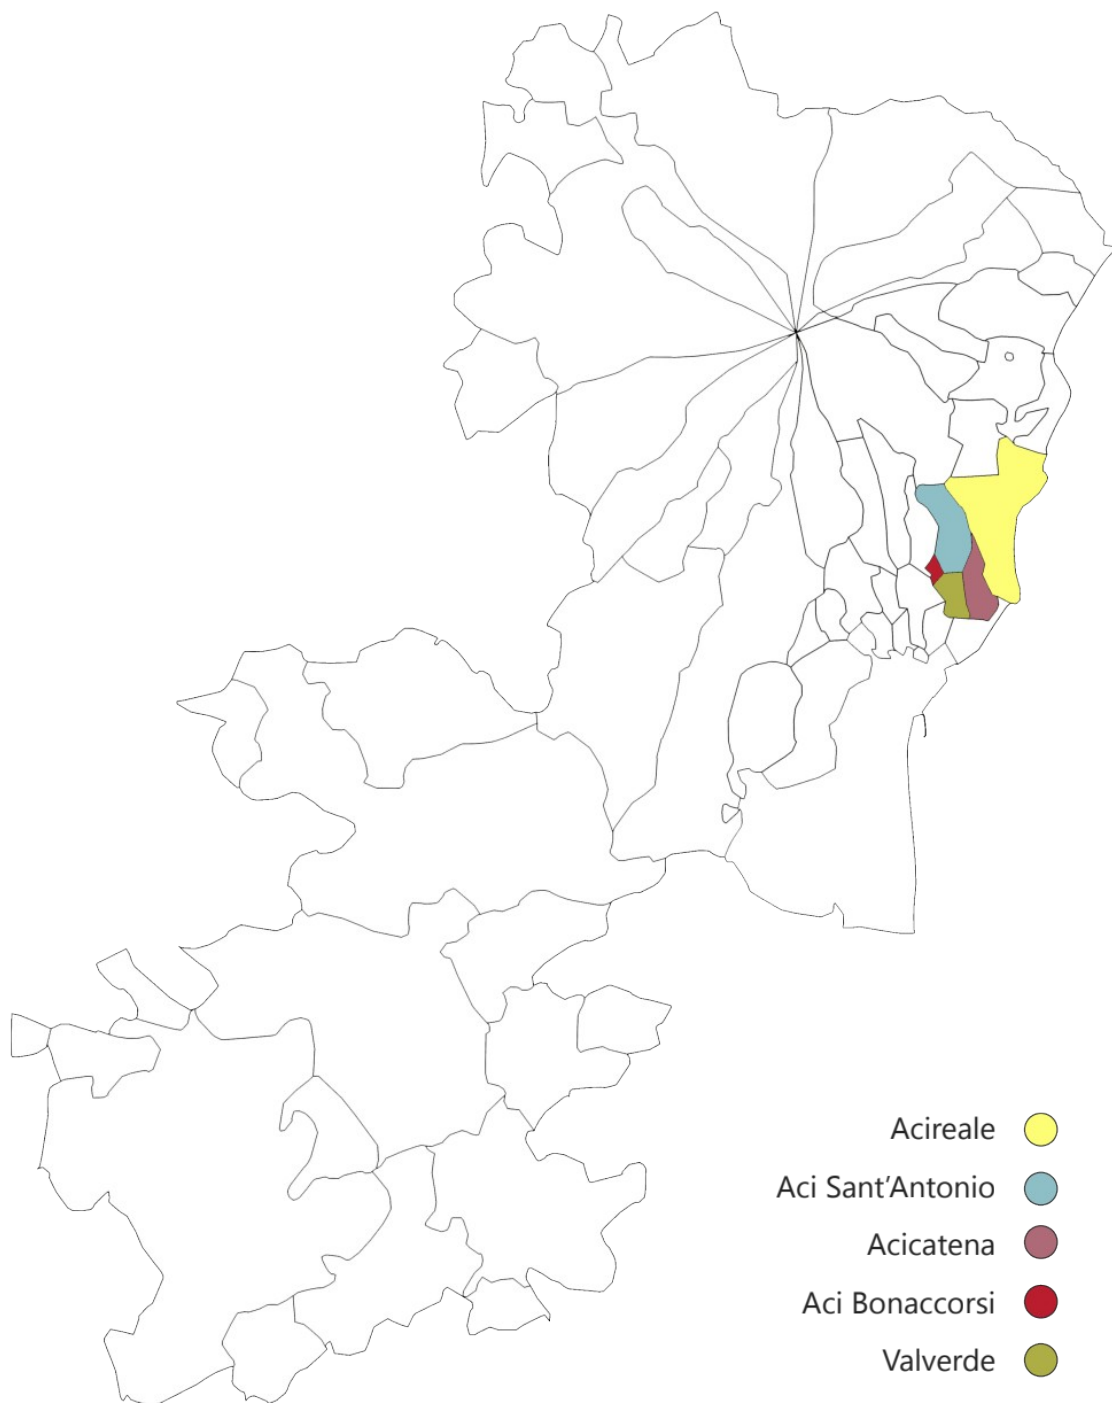 Acireale
Aci Sant'Antonio
Acicatena
Aci Bonaccorsi
Valverde